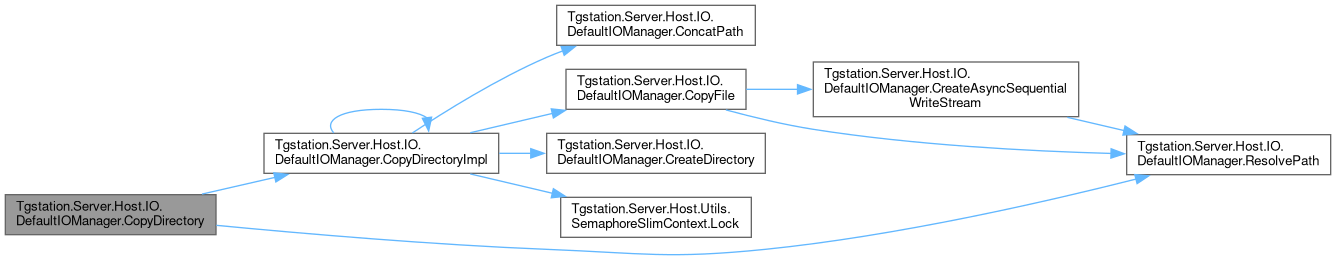 Tgstation.Server.Host.IO.
DefaultIOManager.ConcatPath
Tgstation.Server.Host.IO.
DefaultIOManager.CopyFile
Tgstation.Server.Host.IO.
DefaultIOManager.CreateAsyncSequential
WriteStream
Tgstation.Server.Host.IO.
DefaultIOManager.CopyDirectoryImpl
Tgstation.Server.Host.IO.
DefaultIOManager.CreateDirectory
Tgstation.Server.Host.IO.
DefaultIOManager.ResolvePath
Tgstation.Server.Host.IO.
DefaultIOManager.CopyDirectory
Tgstation.Server.Host.Utils.
SemaphoreSlimContext.Lock